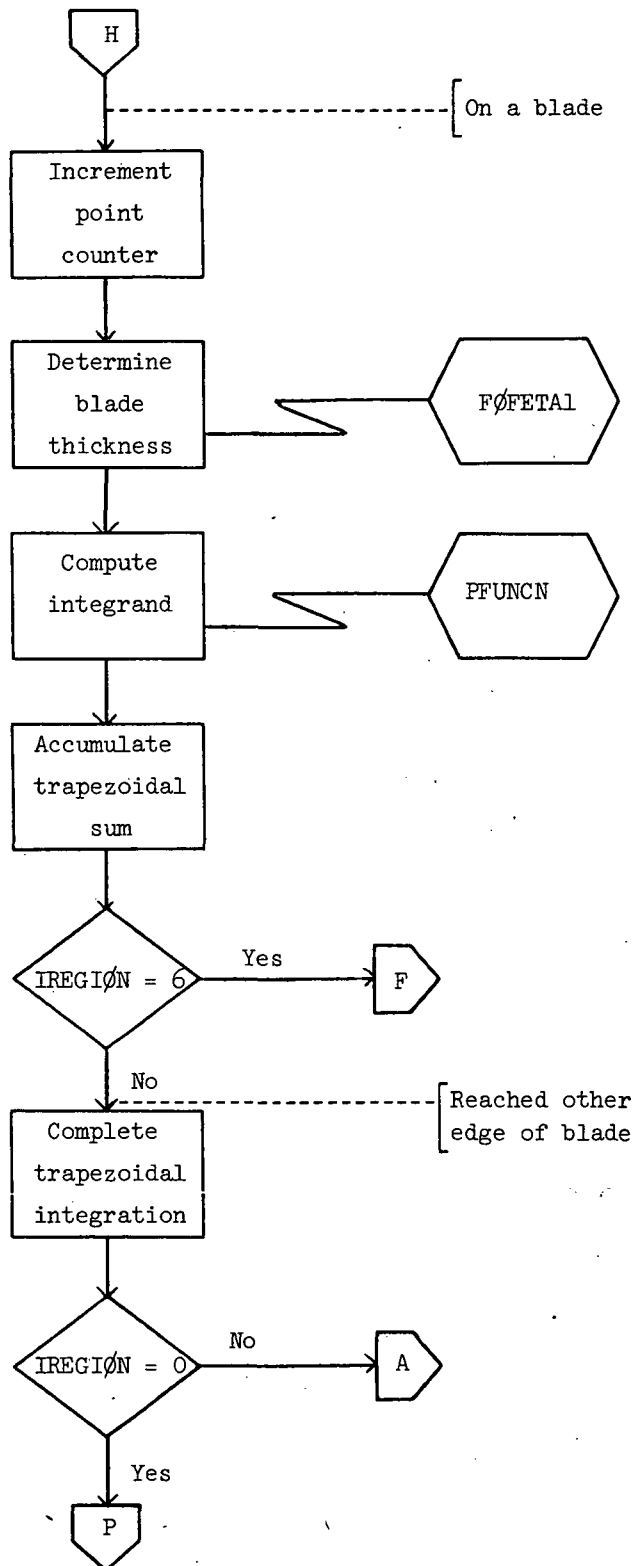 H
On a blade
Increment
point
counter
Determine
blade
thickness
FØFETA1
Compute
integrand
PFUNCN
Accumulate
trapezoidal
sum
IREGIØN = 6
Yes
F
No
Reached other
edge of blade
Complete
trapezoidal
integration
IREGIØN = 0
No
A
Yes
P